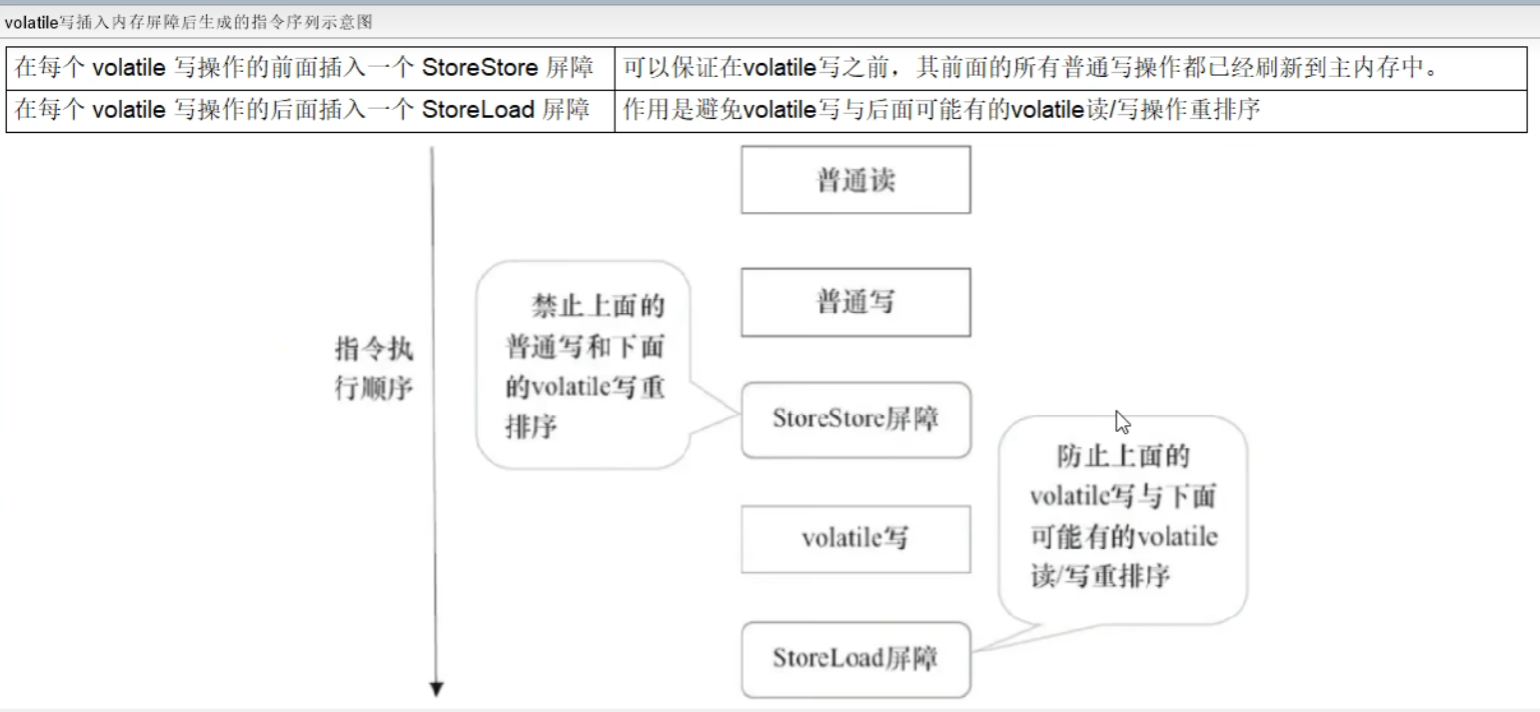 volatile写插入内存屏障后生成的指令序列示意图
在每个 volatile 写操作的前面插入一个 StoreStore 屏障
可以保证在volatile写之前，其前面的所有普通写操作都已经刷新到主内存中。
在每个 volatile 写操作的后面插入一个 StoreLoad 屏障
作用是避免volatile写与后面可能有的volatile读/写操作重排序
普通读
普通写
禁止上面的
普通写和下面
的volatile写重
排序
指令执
行顺序
StoreStore屏障
防止上面的
volatile写与下面
可能有的volatile
读/写重排序
volatile写
StoreLoad屏障